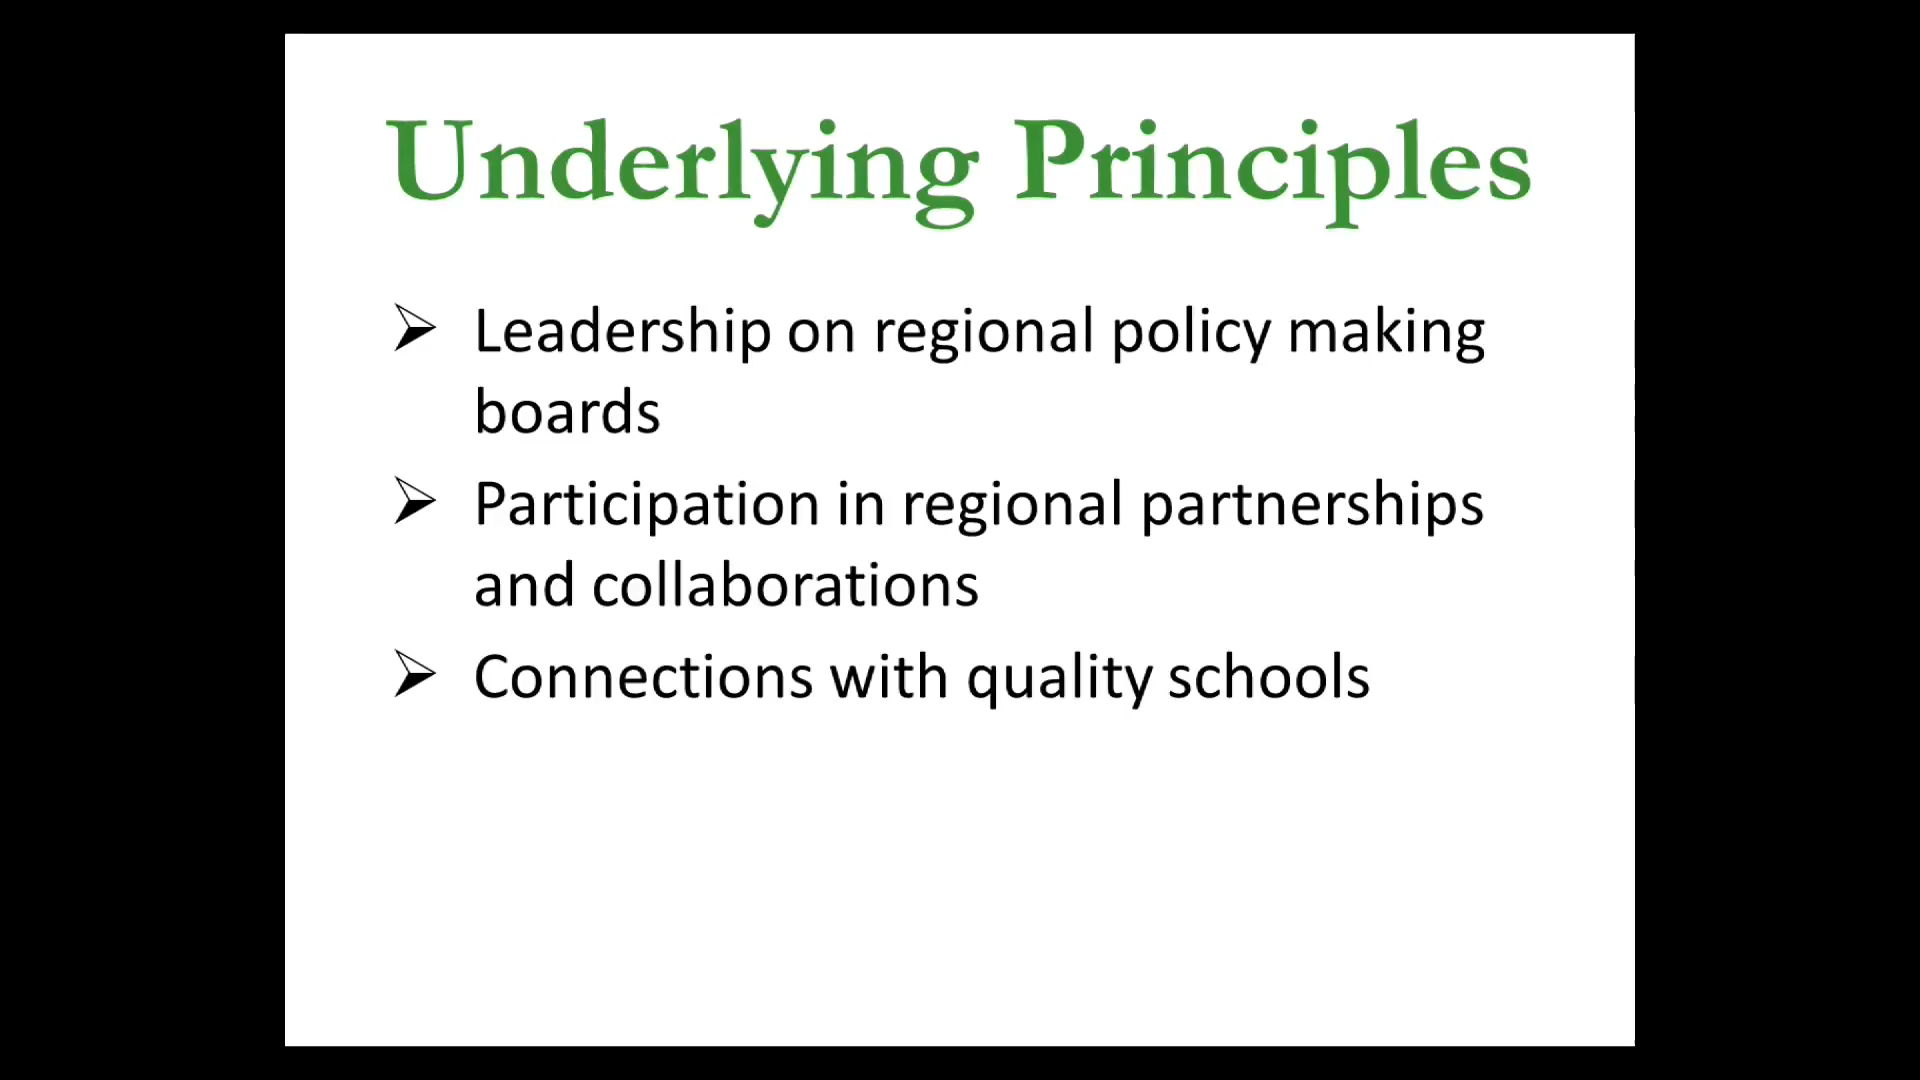 Underlying Principles
➢ Leadership on regional policy making
boards
➢ Participation in regional partnerships
and collaborations
➢ Connections with quality schools